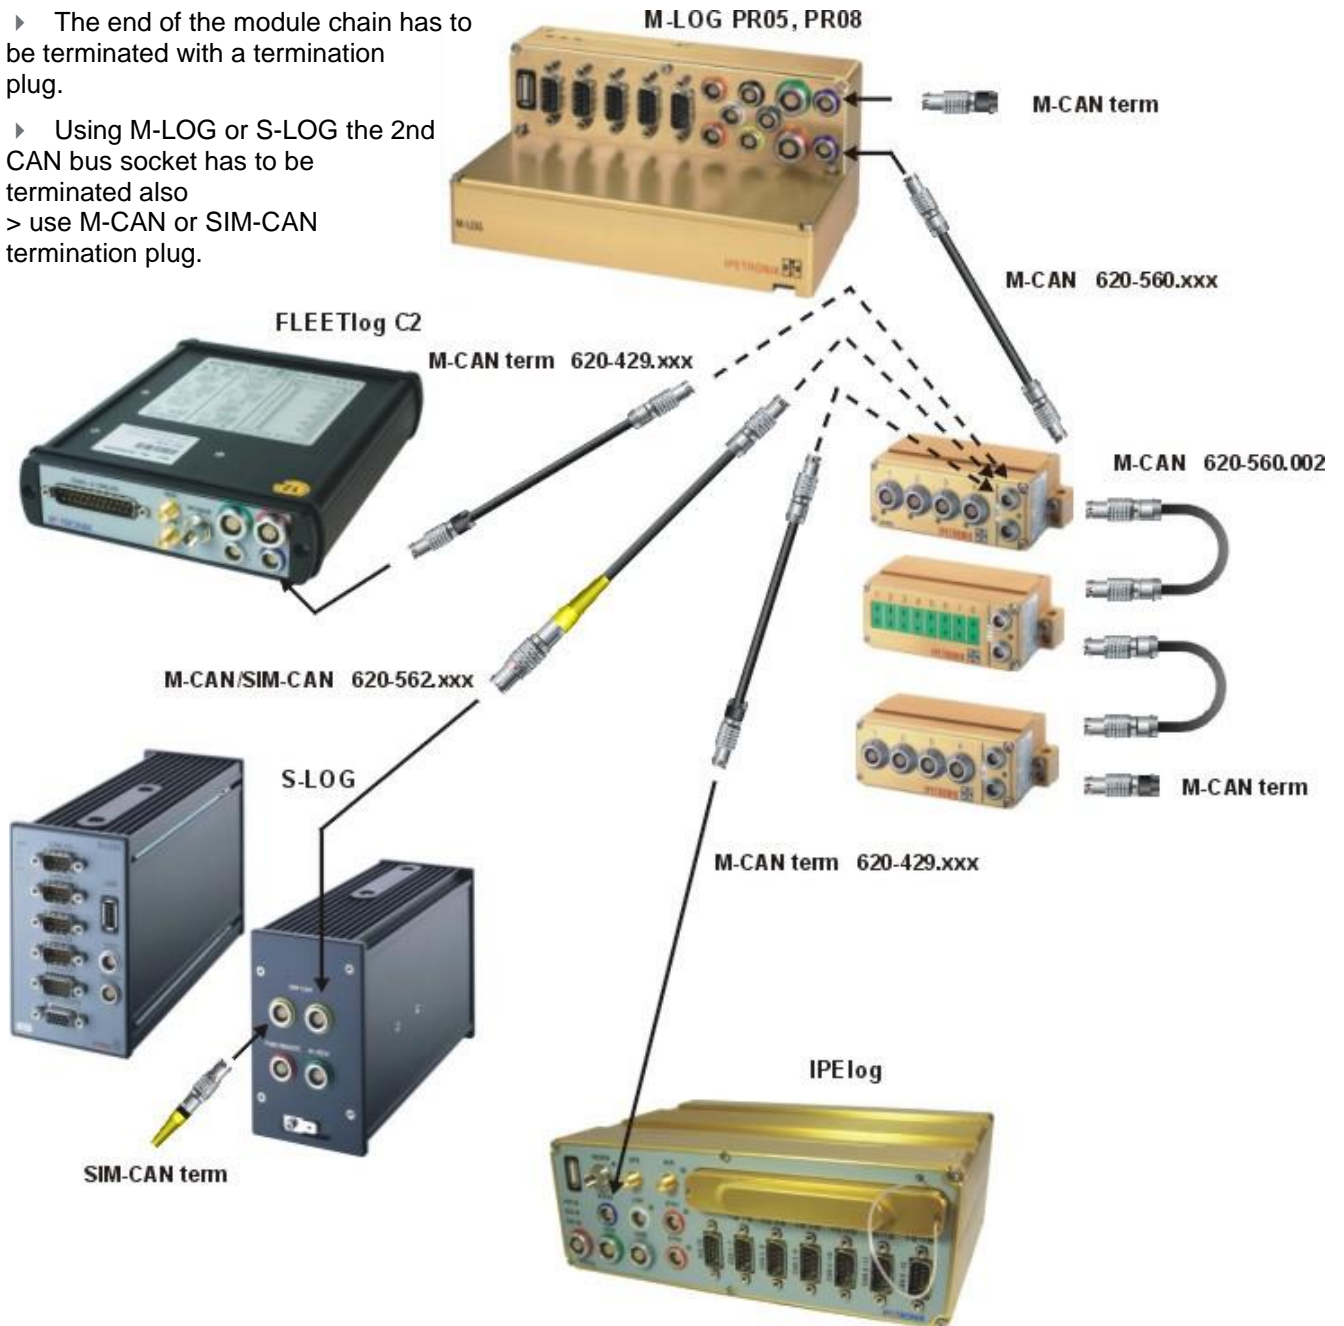 The end of the module chain has to
be terminated with a termination
plug.
Using M-LOG or S-LOG the 2nd
CAN bus socket has to be
terminated also
> use M-CAN or SIM-CAN
termination plug.
M-LOG PR05, PR08
M-CAN term
M-LOG
IPETRONIK
M-CAN 620-560.xxx
FLEETlog C2
M-CAN term 620-429.xxx
M-CAN 620-560.002
M-CAN/SIM-CAN 620-562.xxx
S-LOG
M-CAN term
M-CAN term 620-429.xxx
IPElog
SIM-CAN term